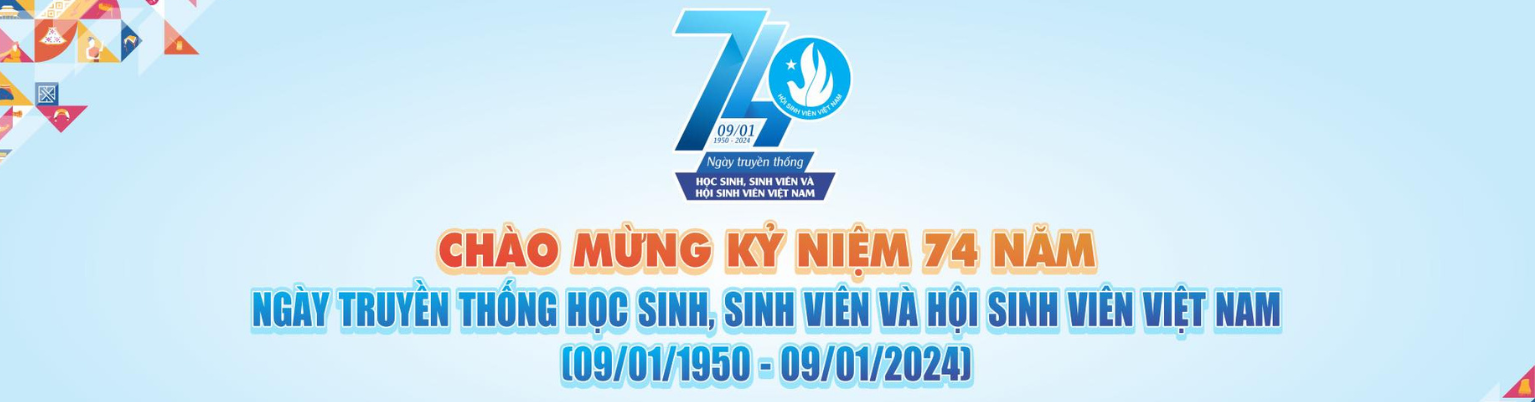 74
09/01
1950 - 2024
HỘI SINH VIÊN VIỆT NAM
Ngày truyền thống
HỌC SINH, SINH VIÊN VÀ
HỘI SINH VIÊN VIỆT NAM
CHÀO MỪNG KỶ NIỆM 74 NĂM
NGÀY TRUYỀN THỐNG HỌC SINH, SINH VIÊN VÀ HỘI SINH VIÊN VIỆT NAM
(09/01/1950 - 09/01/2024)